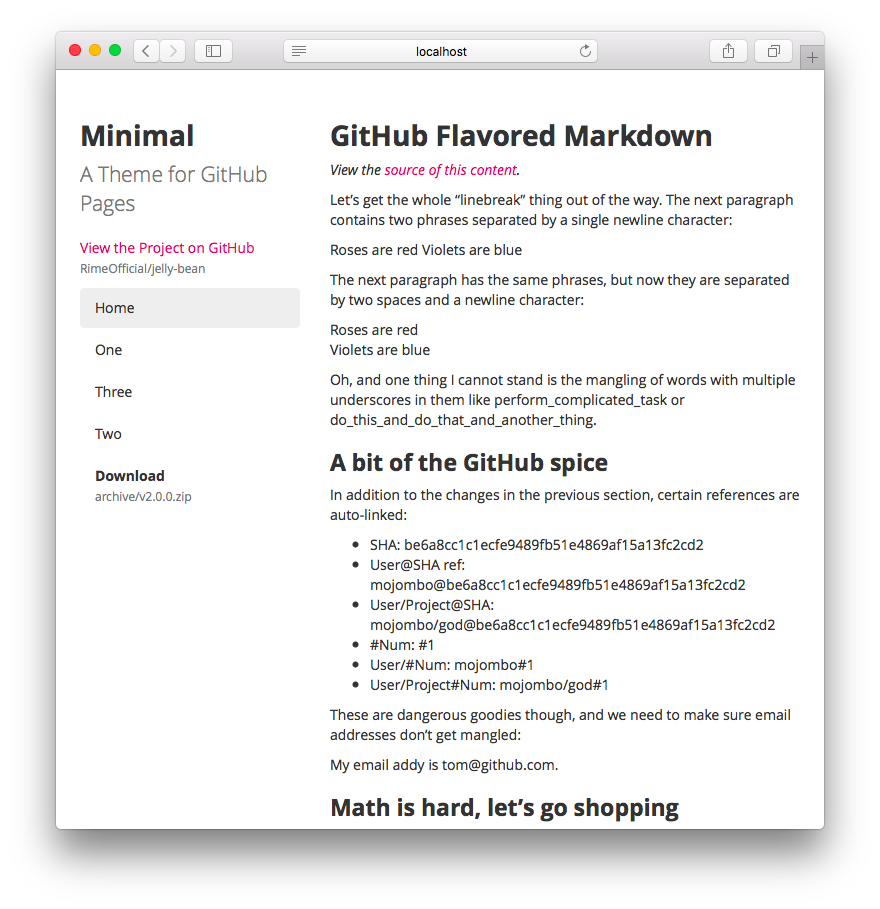 localhost
Minimal
A Theme for GitHub
Pages
View the Project on GitHub
RimeOfficial/jelly-bean
Home
One
Three
Two
Download
archive/v2.0.0.zip
GitHub Flavored Markdown
View the source of this content.
Let’s get the whole “linebreak” thing out of the way. The next paragraph
contains two phrases separated by a single newline character:
Roses are red Violets are blue
The next paragraph has the same phrases, but now they are separated
by two spaces and a newline character:
Roses are red
Violets are blue
Oh, and one thing I cannot stand is the mangling of words with multiple
underscores in them like perform_complicated_task or
do_this_and_do_that_and_another_thing.
A bit of the GitHub spice
In addition to the changes in the previous section, certain references are
auto-linked:
• SHA: be6a8cc1c1ecfe9489fb51e4869af15a13fc2cd2
• User@SHA ref:
mojombo@be6a8cc1c1ecfe9489fb51e4869af15a13fc2cd2
• User/Project@SHA:
mojombo/god@be6a8cc1c1ecfe9489fb51e4869af15a13fc2cd2
• #Num: #1
• User/#Num: mojombo#1
• User/Project#Num: mojombo/god#1
These are dangerous goodies though, and we need to make sure email
addresses don’t get mangled:
My email addy is tom@github.com.
Math is hard, let’s go shopping